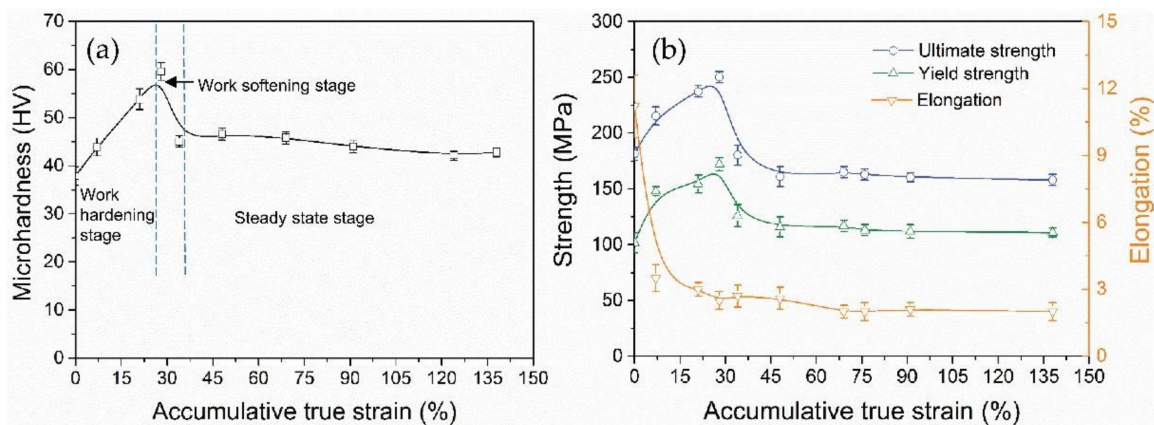 (a)
70
60
50
40
30
20
10
0
Microhardness (HV)
Work softening stage
Work
hardening
stage
Steady state stage
0 15 30 45 60 75 90 105 120 135 150
Accumulative true strain (%)
(b)
300
250
200
150
100
50
0
Strength (MPa)
Ultimate strength
Yield strength
Elongation
15
12
9
6
3
0
Elongation (%)
0 15 30 45 60 75 90 105 120 135 150
Accumulative true strain (%)